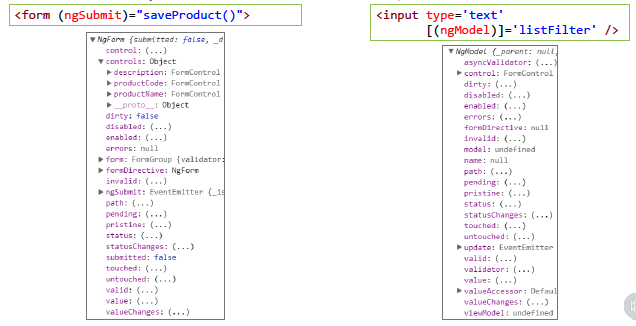 <form (ngSubmit)="saveProduct()">
NgForm {submitted: false, _d
control: (...)
controls: Object
description: FormControl
productCode: FormControl
productName: FormControl
__proto__: Object
dirty: false
disabled: (...)
enabled: (...)
errors: null
form: FormGroup {validator:
formDirective: NgForm
invalid: (...)
ngSubmit: EventEmitter {_is
path: (...)
pending: (...)
pristine: (...)
status: (...)
statusChanges: (...)
submitted: false
touched: (...)
untouched: (...)
valid: (...)
value: (...)
valueChanges: (...)
<input type='text'
[(ngModel)]='listFilter' />
NgModel {_parent: null,
asyncValidator: (...)
control: FormControl
dirty: (...)
disabled: (...)
enabled: (...)
errors: (...)
formDirective: null
invalid: (...)
model: undefined
name: null
path: (...)
pending: (...)
pristine: (...)
status: (...)
statusChanges: (...)
touched: (...)
untouched: (...)
update: EventEmitter
valid: (...)
validator: (...)
value: (...)
valueAccessor: Defaul
valueChanges: (...)
viewModel: undefined